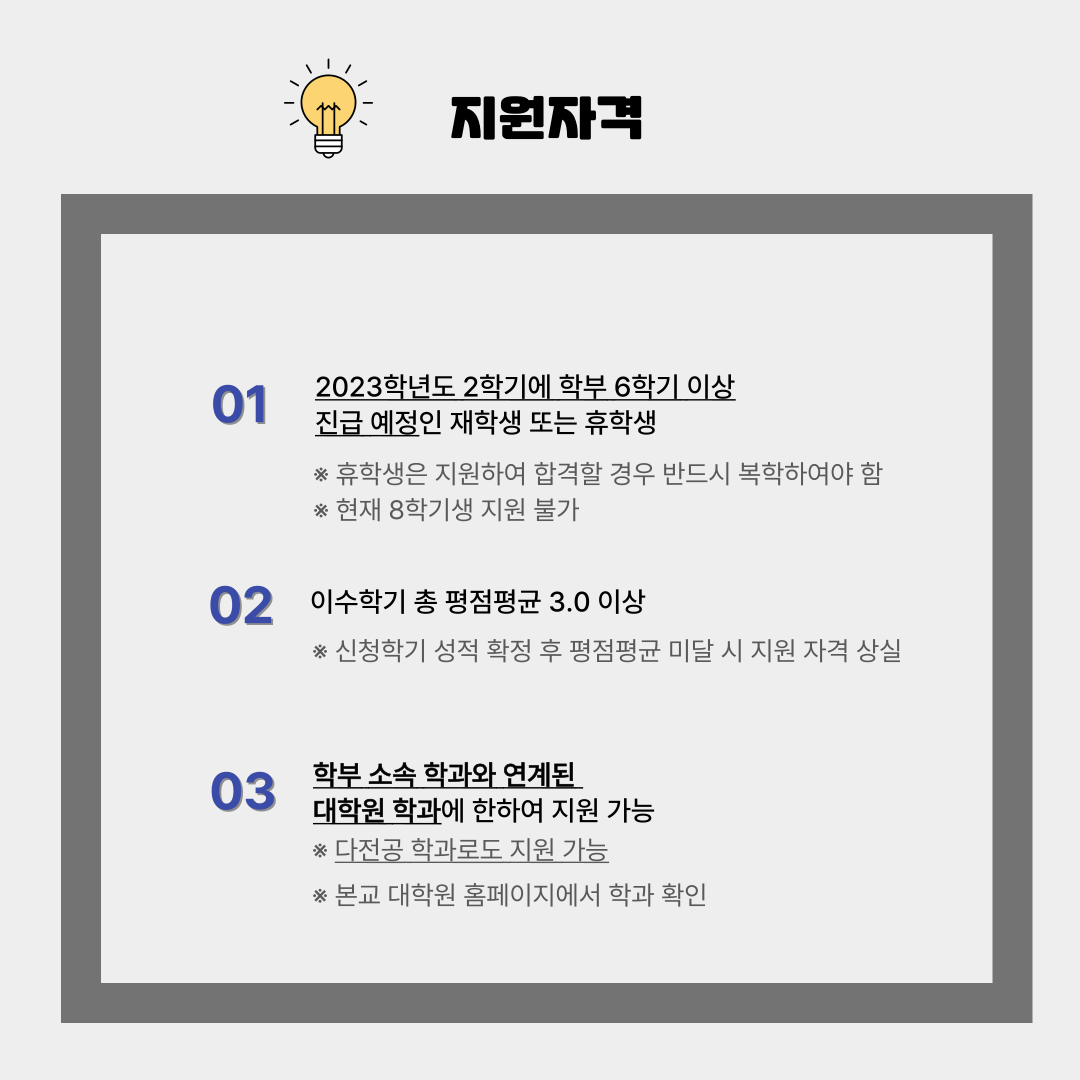 지원자격
01
2023학년도 2학기에 학부 6학기 이상
진급 예정인 재학생 또는 휴학생
※ 휴학생은 지원하여 합격할 경우 반드시 복학하여야 함
※ 현재 8학기생 지원 불가
02
이수학기 총 평점평균 3.0 이상
※ 신청학기 성적 확정 후 평점평균 미달 시 지원 자격 상실
03
학부 소속 학과와 연계된
대학원 학과에 한하여 지원 가능
※ 다전공 학과로도 지원 가능
※ 본교 대학원 홈페이지에서 학과 확인